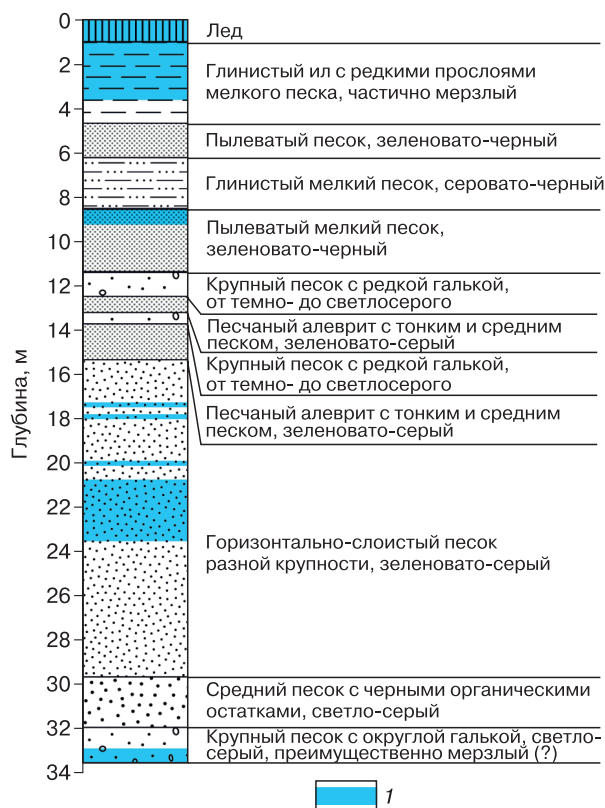 Глубина, м
0
2
4
6
8
10
12
14
16
18
20
22
24
26
28
30
32
34
Лед
Глинистый ил с редкими прослоями
мелкого песка, частично мерзлый
Пылеватый песок, зеленовато-черный
Глинистый мелкий песок, серовато-черный
Пылеватый мелкий песок,
зеленовато-черный
Крупный песок с редкой галькой,
от темно- до светлосерого
Песчаный алеврит с тонким и средним
песком, зеленовато-серый
Крупный песок с редкой галькой,
от темно- до светлосерого
Песчаный алеврит с тонким и средним
песком, зеленовато-серый
Горизонтально-слоистый песок
разной крупности, зеленовато-серый
Средний песок с черными органическими
остатками, светло-серый
Крупный песок с округлой галькой, светло-
серый, преимущественно мерзлый (?)
1